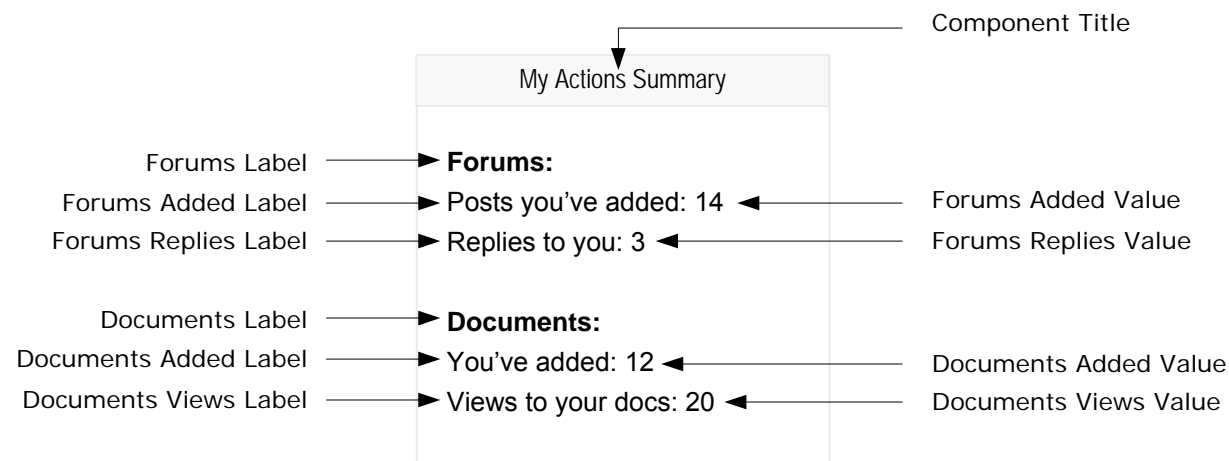 Component Title
My Actions Summary
Forums Label
Forums:
Forums Added Label
Posts you’ve added: 14
Forums Added Value
Forums Replies Label
Replies to you: 3
Forums Replies Value
Documents Label
Documents:
Documents Added Label
You’ve added: 12
Documents Added Value
Documents Views Label
Views to your docs: 20
Documents Views Value